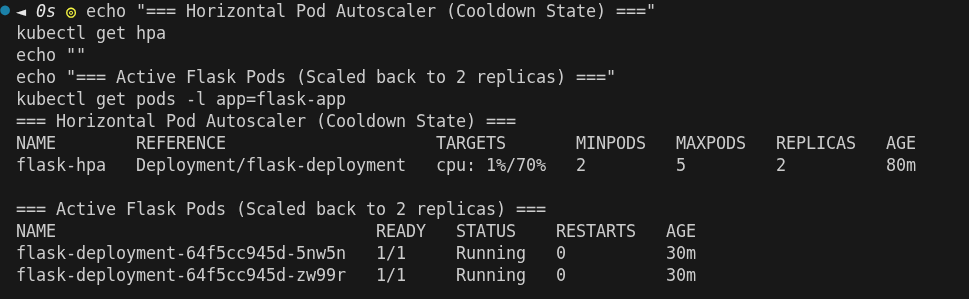 ◄ 0s ◎ echo "=== Horizontal Pod Autoscaler (Cooldown State) ==="
kubectl get hpa
echo ""
echo "=== Active Flask Pods (Scaled back to 2 replicas) ==="
kubectl get pods -l app=flask-app
=== Horizontal Pod Autoscaler (Cooldown State) ===
NAME        REFERENCE                     TARGETS       MINPODS   MAXPODS   REPLICAS   AGE
flask-hpa   Deployment/flask-deployment   cpu: 1%/70%   2         5         2          80m

=== Active Flask Pods (Scaled back to 2 replicas) ===
NAME                                READY   STATUS    RESTARTS   AGE
flask-deployment-64f5cc945d-5nw5n   1/1     Running   0          30m
flask-deployment-64f5cc945d-zw99r   1/1     Running   0          30m